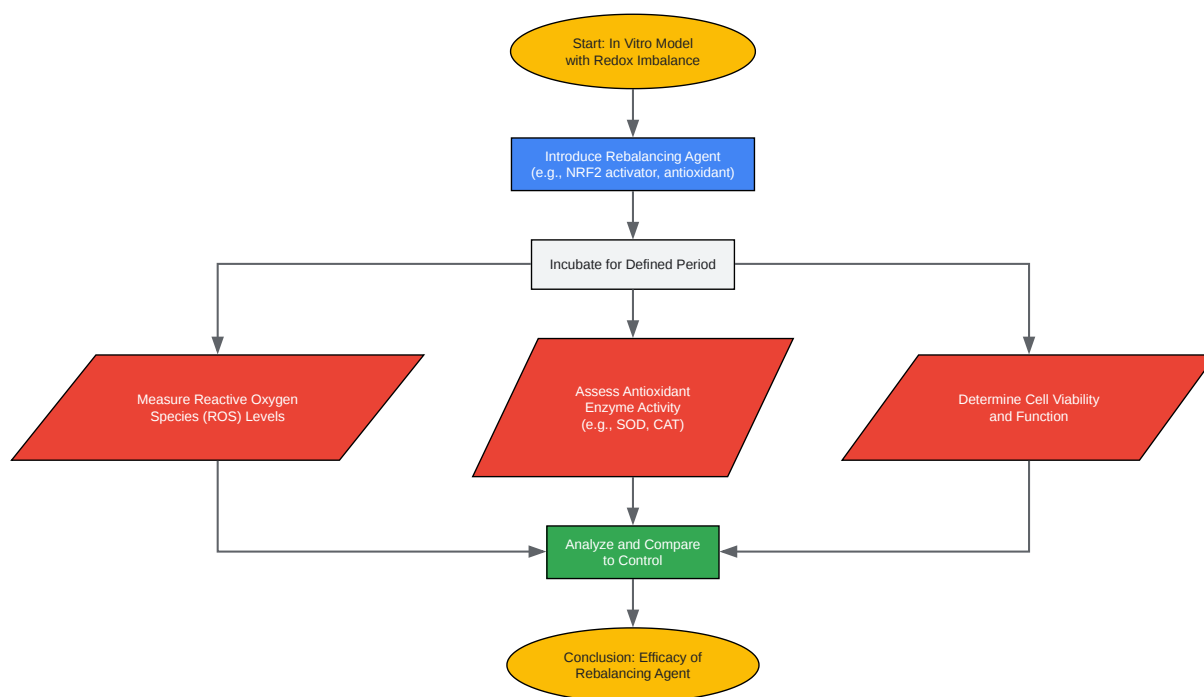 Start: In Vitro Model
with Redox Imbalance
Introduce Rebalancing Agent
(e.g., NRF2 activator, antioxidant)
Incubate for Defined Period
Measure Reactive Oxygen
Species (ROS) Levels
Assess Antioxidant
Enzyme Activity
(e.g., SOD, CAT)
Determine Cell Viability
and Function
Analyze and Compare
to Control
Conclusion: Efficacy of
Rebalancing Agent